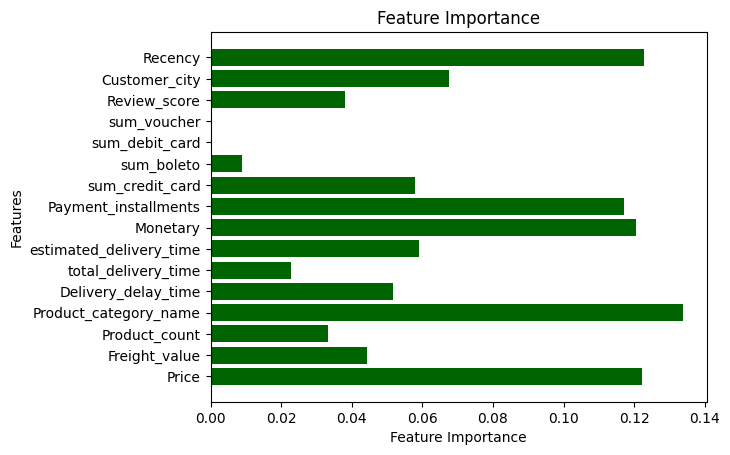 Feature Importance
Features
Recency
Customer_city
Review_score
sum_voucher
sum_debit_card
sum_boleto
sum_credit_card
Payment_installments
Monetary
estimated_delivery_time
total_delivery_time
Delivery_delay_time
Product_category_name
Product_count
Freight_value
Price
0.00 0.02 0.04 0.06 0.08 0.10 0.12 0.14
Feature Importance